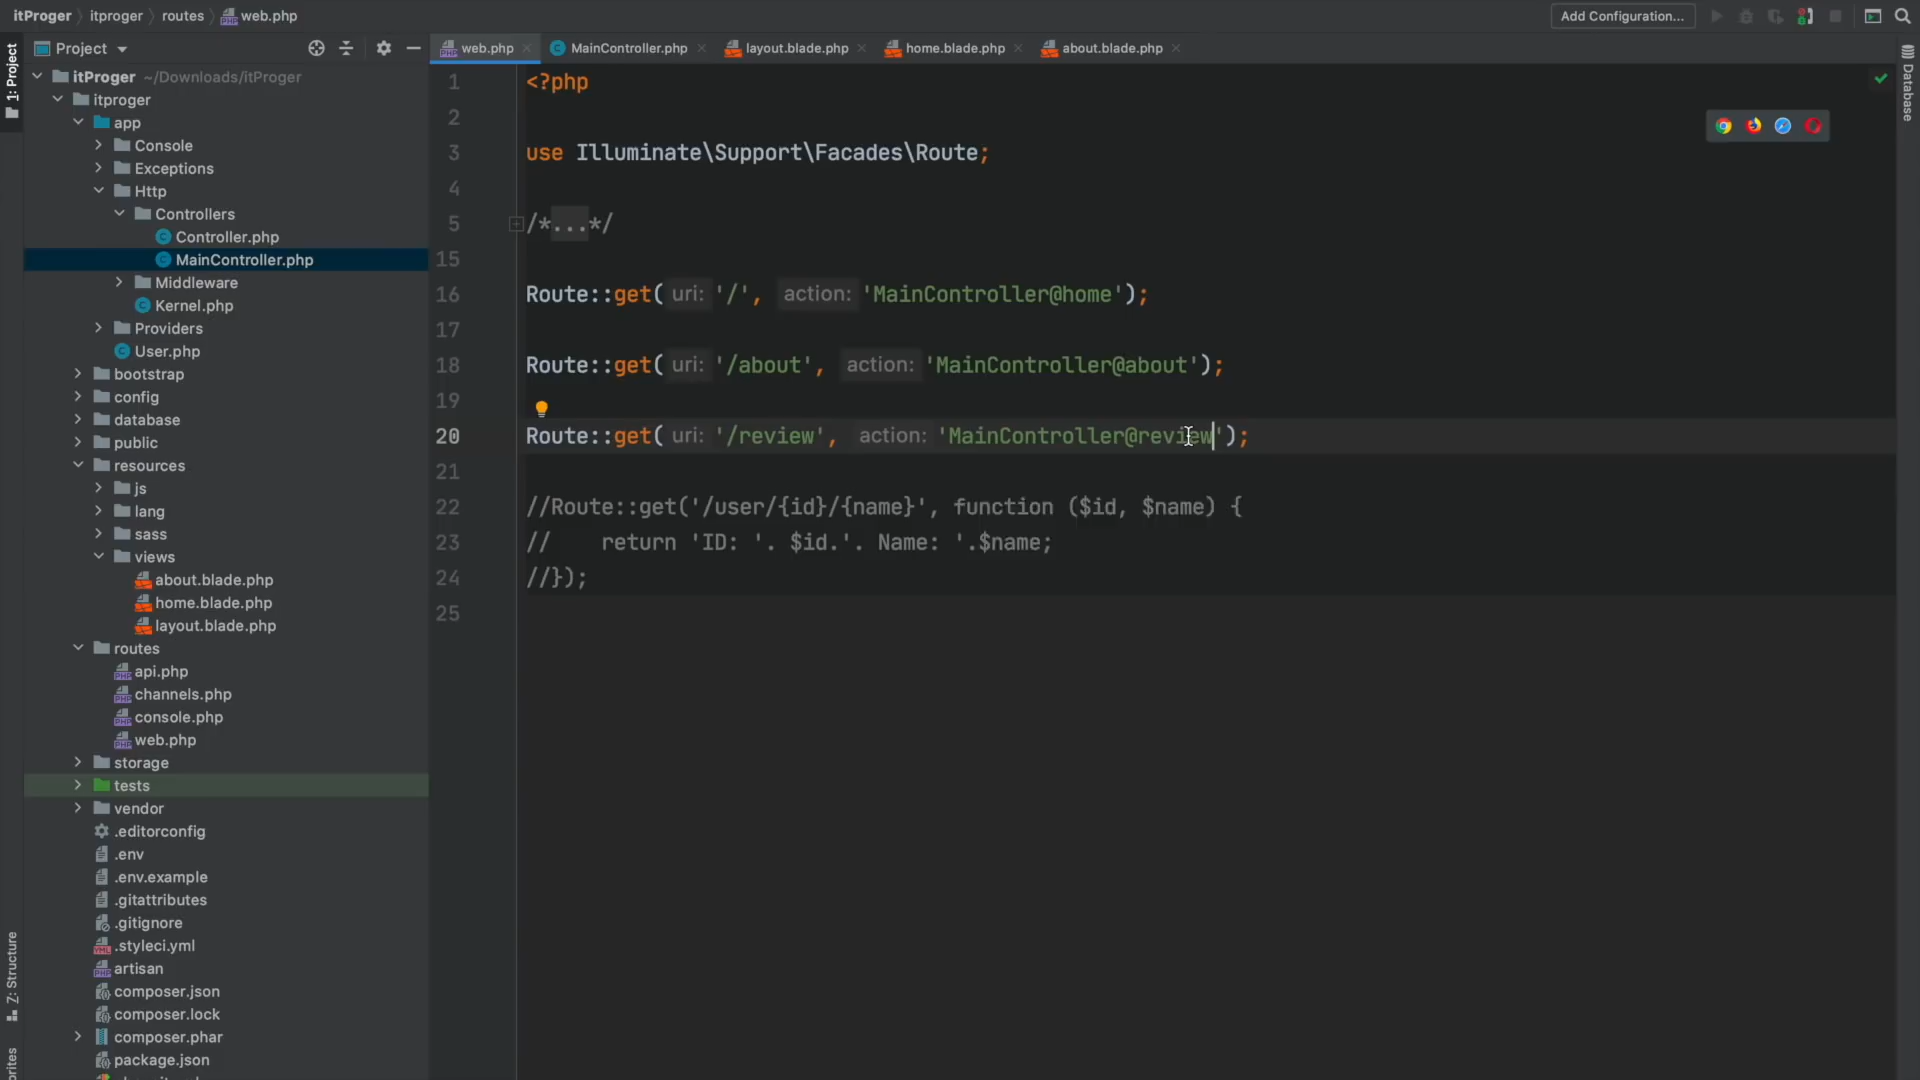 itProger
itproger
routes
web.php
Add Configuration...
1: Project
Project
web.php
MainController.php
layout.blade.php
home.blade.php
about.blade.php
Database
itProger ~/Downloads/itProger
itproger
app
Console
Exceptions
Http
Controllers
Controller.php
MainController.php
Middleware
Kernel.php
Providers
User.php
bootstrap
config
database
public
resources
js
lang
sass
views
about.blade.php
home.blade.php
layout.blade.php
routes
api.php
channels.php
console.php
web.php
storage
tests
vendor
.editorconfig
.env
.env.example
.gitattributes
.gitignore
.styleci.yml
artisan
composer.json
composer.lock
composer.phar
package.json
Z: Structure
1 <?php
2
3 use Illuminate\Support\Facades\Route;
4
5 /*...*/
15
16 Route::get( uri: '/', action: 'MainController@home');
17
18 Route::get( uri: '/about', action: 'MainController@about');
19
20 Route::get( uri: '/review', action: 'MainController@review');
21
22 //Route::get('/user/{id}/{name}', function ($id, $name) {
23 //    return 'ID: '. $id.'. Name: '.$name;
24 //});
25